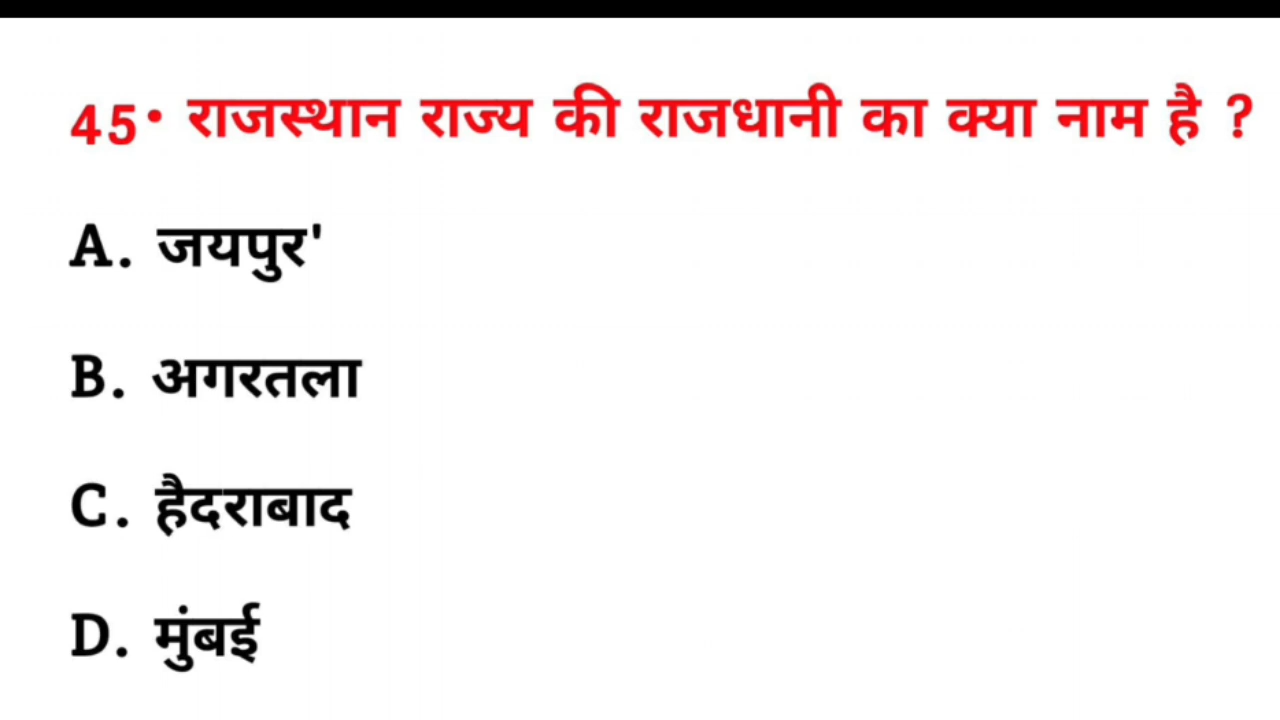 45• राजस्थान राज्य की राजधानी का क्या नाम है ?
A. जयपुर'
B. अगरतला
C. हैदराबाद
D. मुंबई